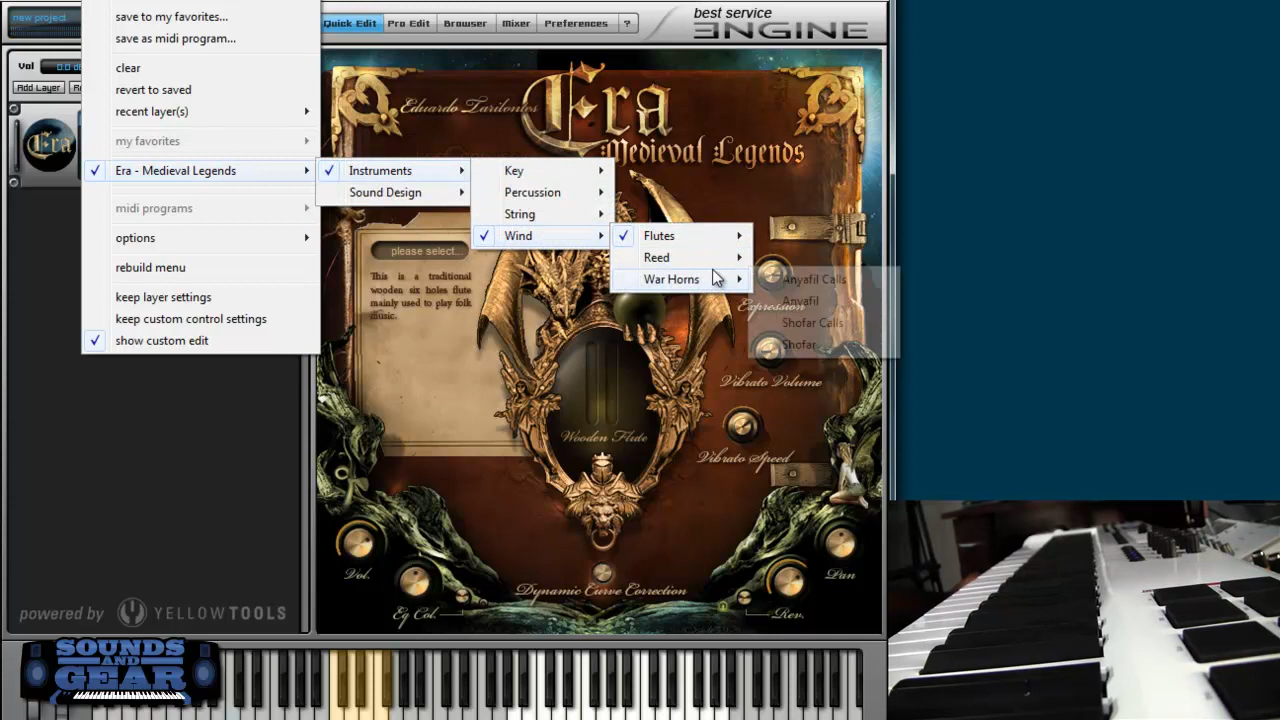 new project
Quick Edit
Pro Edit
Browser
Mixer
Preferences
?
best service
ENGINE
save to my favorites...
save as midi program...
clear
revert to saved
recent layer(s)
my favorites
Era - Medieval Legends
midi programs
options
rebuild menu
keep layer settings
keep custom control settings
show custom edit
Vol
0.0 dB
Add Layer
Era
Instruments
Sound Design
Key
Percussion
String
Wind
Flutes
Reed
War Horns
Anyafil Calls
Anyafil
Shofar Calls
Shofar
Eduardo Tarilonte's
Era
Medieval Legends
please select...
This is a traditional
wooden six holes flute
mainly used to play folk
music.
Expression
Vibrato Volume
Vibrato Speed
Wooden Flute
Vol.
Eq Col.
Dynamic Curve Correction
Rev.
Pan
powered by YELLOWTOOLS
SOUNDS
AND
GEAR